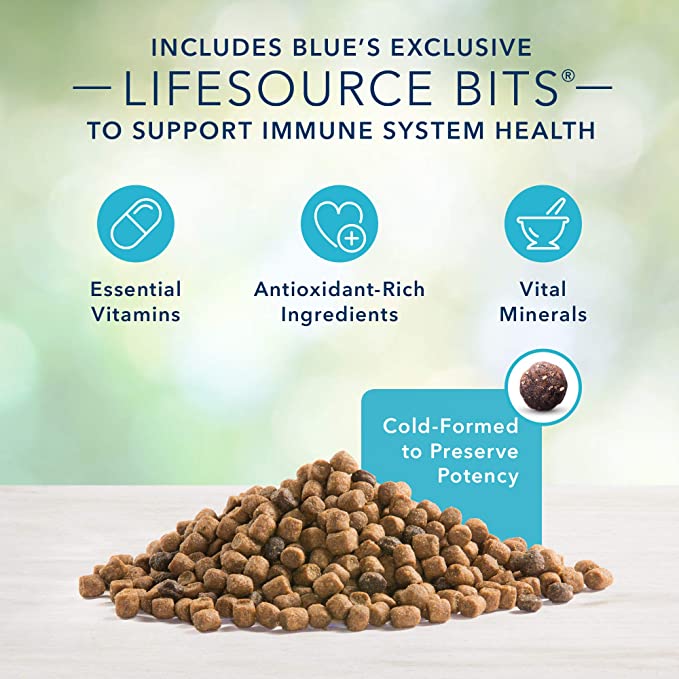 INCLUDES BLUE'S EXCLUSIVE
LIFESOURCE BITS®
TO SUPPORT IMMUNE SYSTEM HEALTH
Essential
Vitamins
Antioxidant-Rich
Ingredients
Vital
Minerals
Cold-Formed
to Preserve
Potency